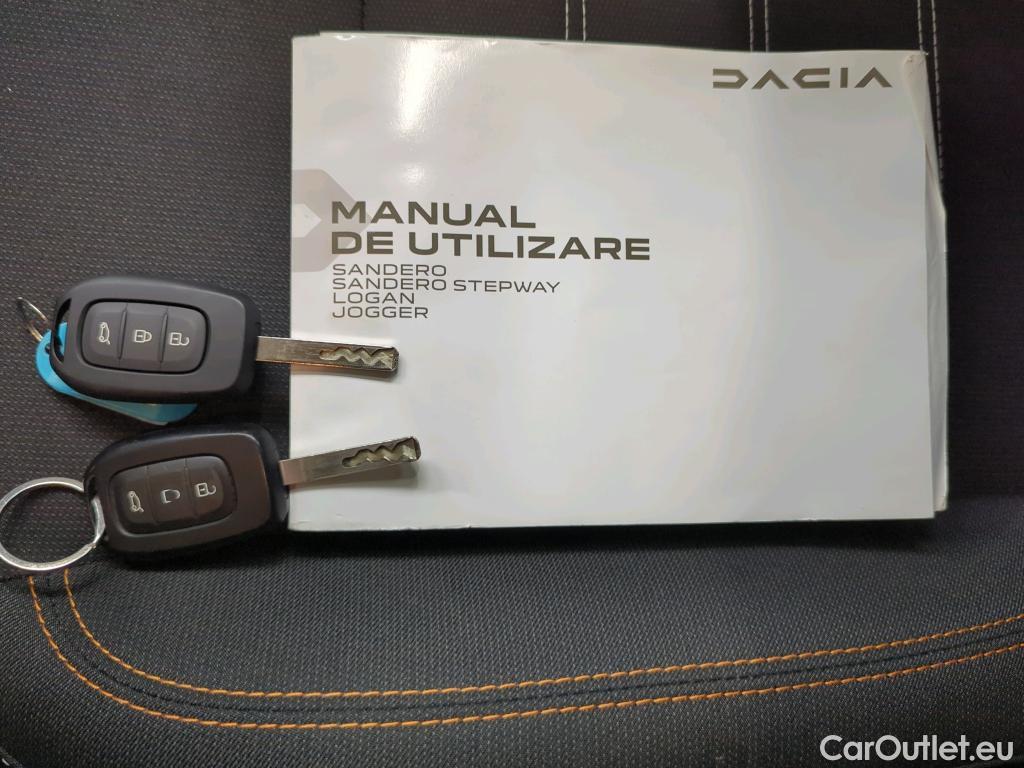 DACIA
MANUAL
DE UTILIZARE
SANDERO
SANDERO STEPWAY
LOGAN
JOGGER
CarOutlet.eu